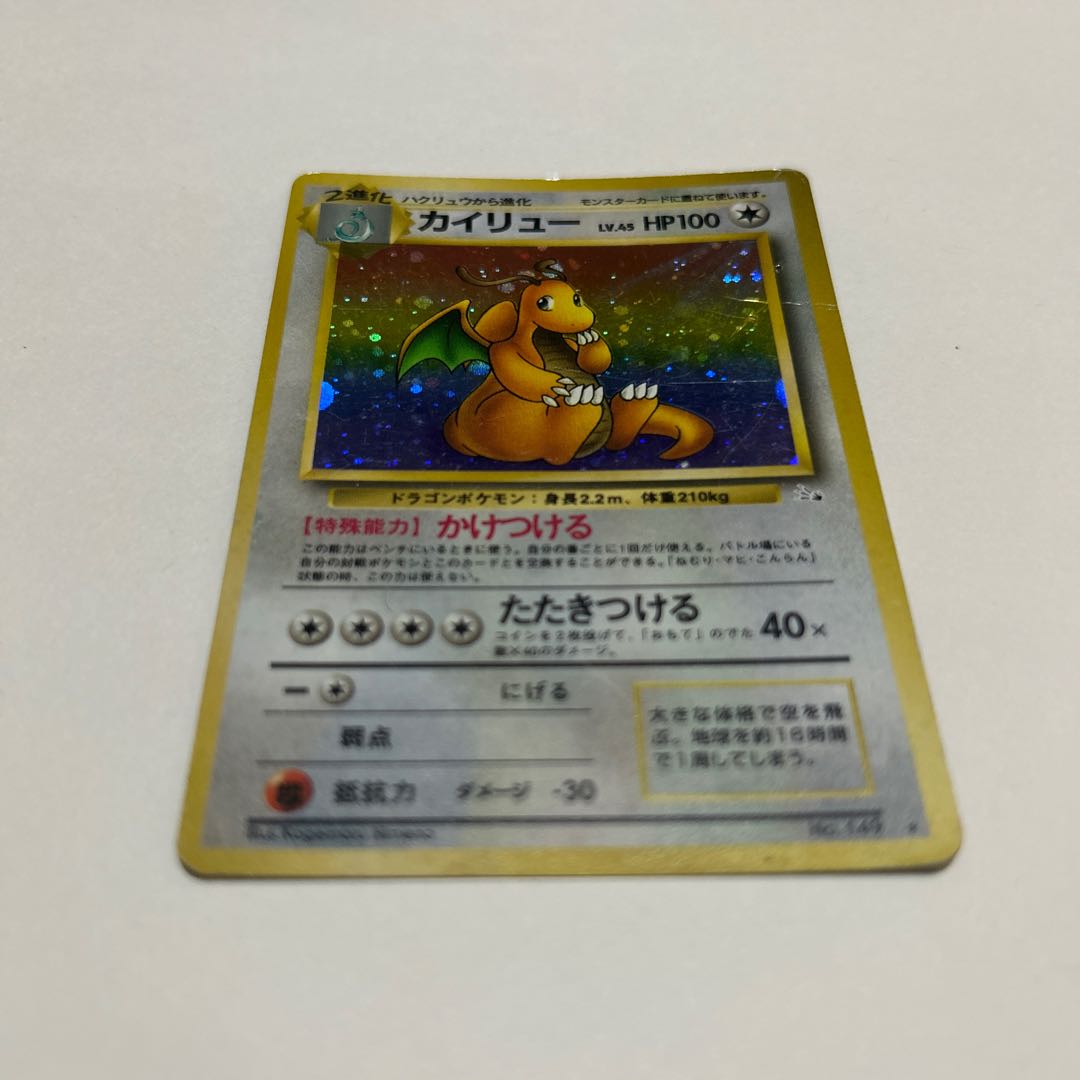 2進化 ハクリュウから進化 モンスターカードに重ねて使います。
カイリュー LV.45 HP100
ドラゴンポケモン：身長2.2m、体重210kg
【特殊能力】かけつける
この能力はベンチにいるときに使う。自分の番ごとに1回だけ使える。バトル場にいる
自分の対戦ポケモンとこのカードとを交換することができる。「ねむり・マヒ・こんらん」
状態の時、この力は使えない。
たたきつける 40×
コインを2枚投げて、「おもて」のでた
数×40のダメージ。
ー にげる
弱点
抵抗力 ダメージ -30
大きな体格で空を飛
ぶ。地球を約16時間
で1周してしまう。
No.149 ★